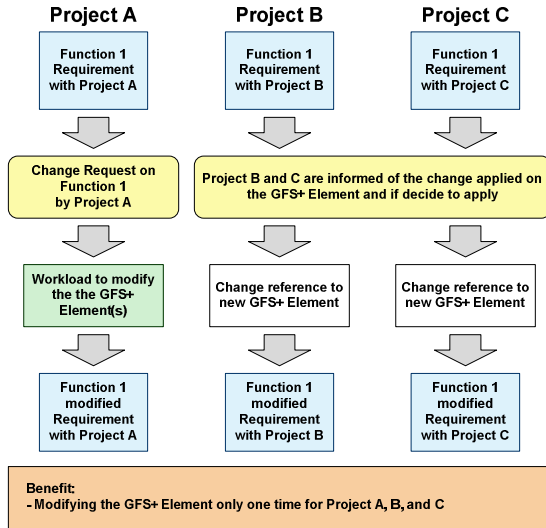 Project A
Project B
Project C
Function 1
Requirement
with Project A
Function 1
Requirement
with Project B
Function 1
Requirement
with Project C
Change Request on
Function 1
by Project A
Project B and C are informed of the change applied on
the GFS+ Element and if decide to apply
Workload to modify
the the GFS+
Element(s)
Change reference to
new GFS+ Element
Change reference to
new GFS+ Element
Function 1
modified
Requirement
with Project A
Function 1
modified
Requirement
with Project B
Function 1
modified
Requirement
with Project C
Benefit:
- Modifying the GFS+ Element only one time for Project A, B, and C